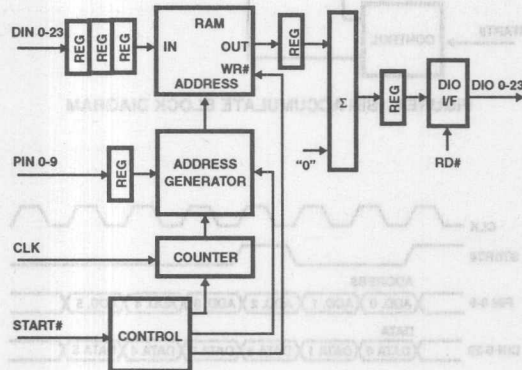 DIN 0-23
REG
REG
REG
RAM
IN
OUT
WR#
ADDRESS
REG
Σ
"0"
REG
DIO
I/F
DIO 0-23
RD#
PIN 0-9
REG
ADDRESS
GENERATOR
CLK
COUNTER
START#
CONTROL